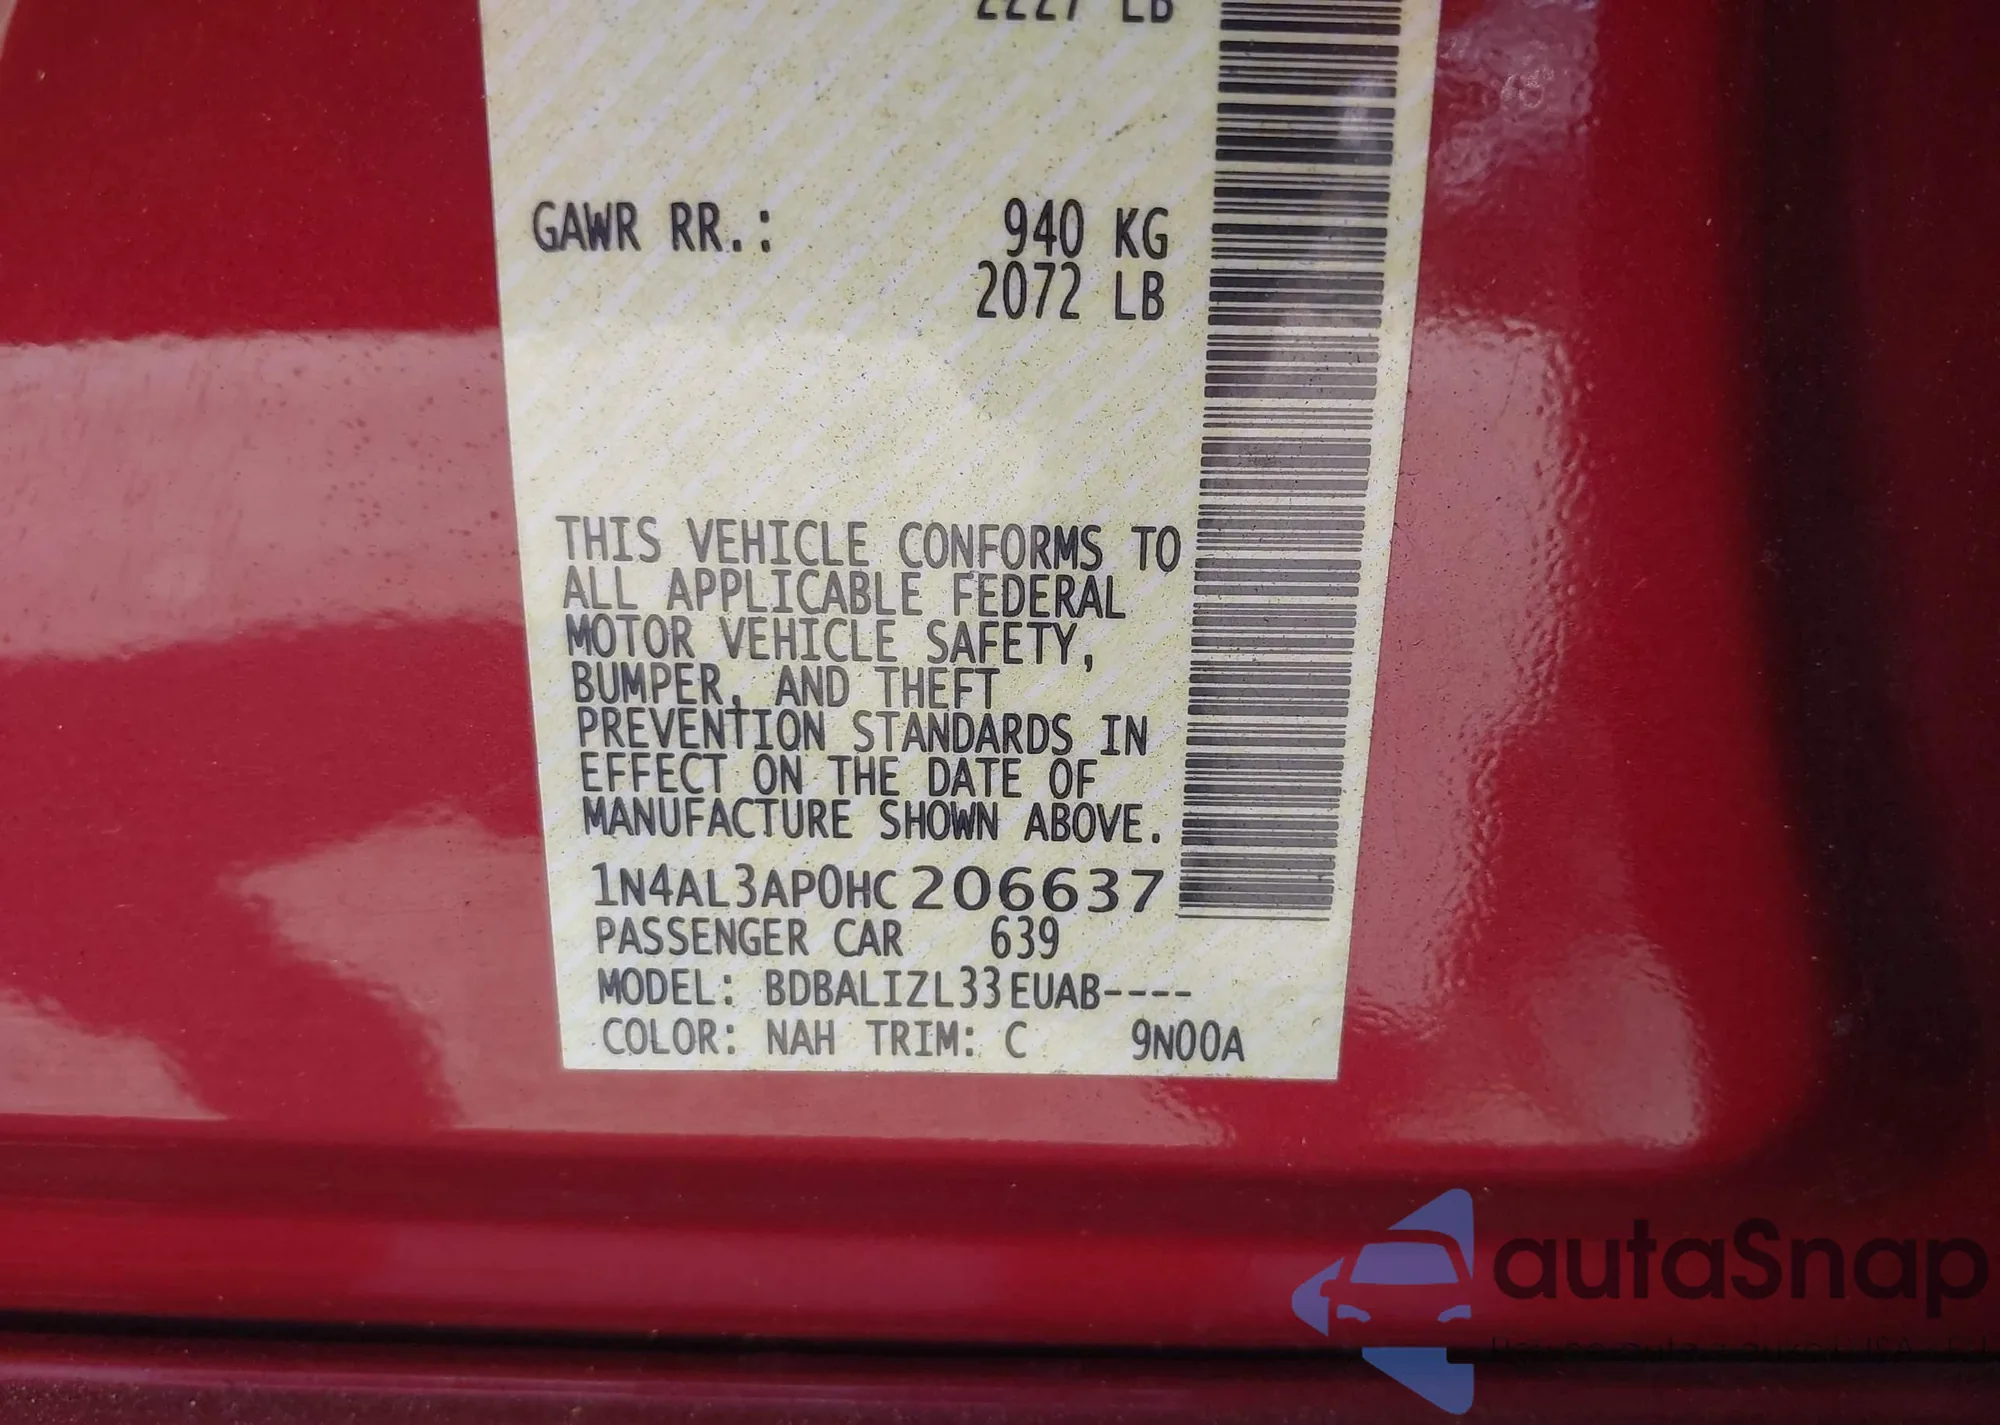 2227 LB
GAWR RR.: 940 KG
2072 LB
THIS VEHICLE CONFORMS TO
ALL APPLICABLE FEDERAL
MOTOR VEHICLE SAFETY,
BUMPER, AND THEFT
PREVENTION STANDARDS IN
EFFECT ON THE DATE OF
MANUFACTURE SHOWN ABOVE.
1N4AL3AP0HC206637
PASSENGER CAR 639
MODEL: BDBALIZL33EUAB----
COLOR: NAH TRIM: C 9N00A
autaSnap